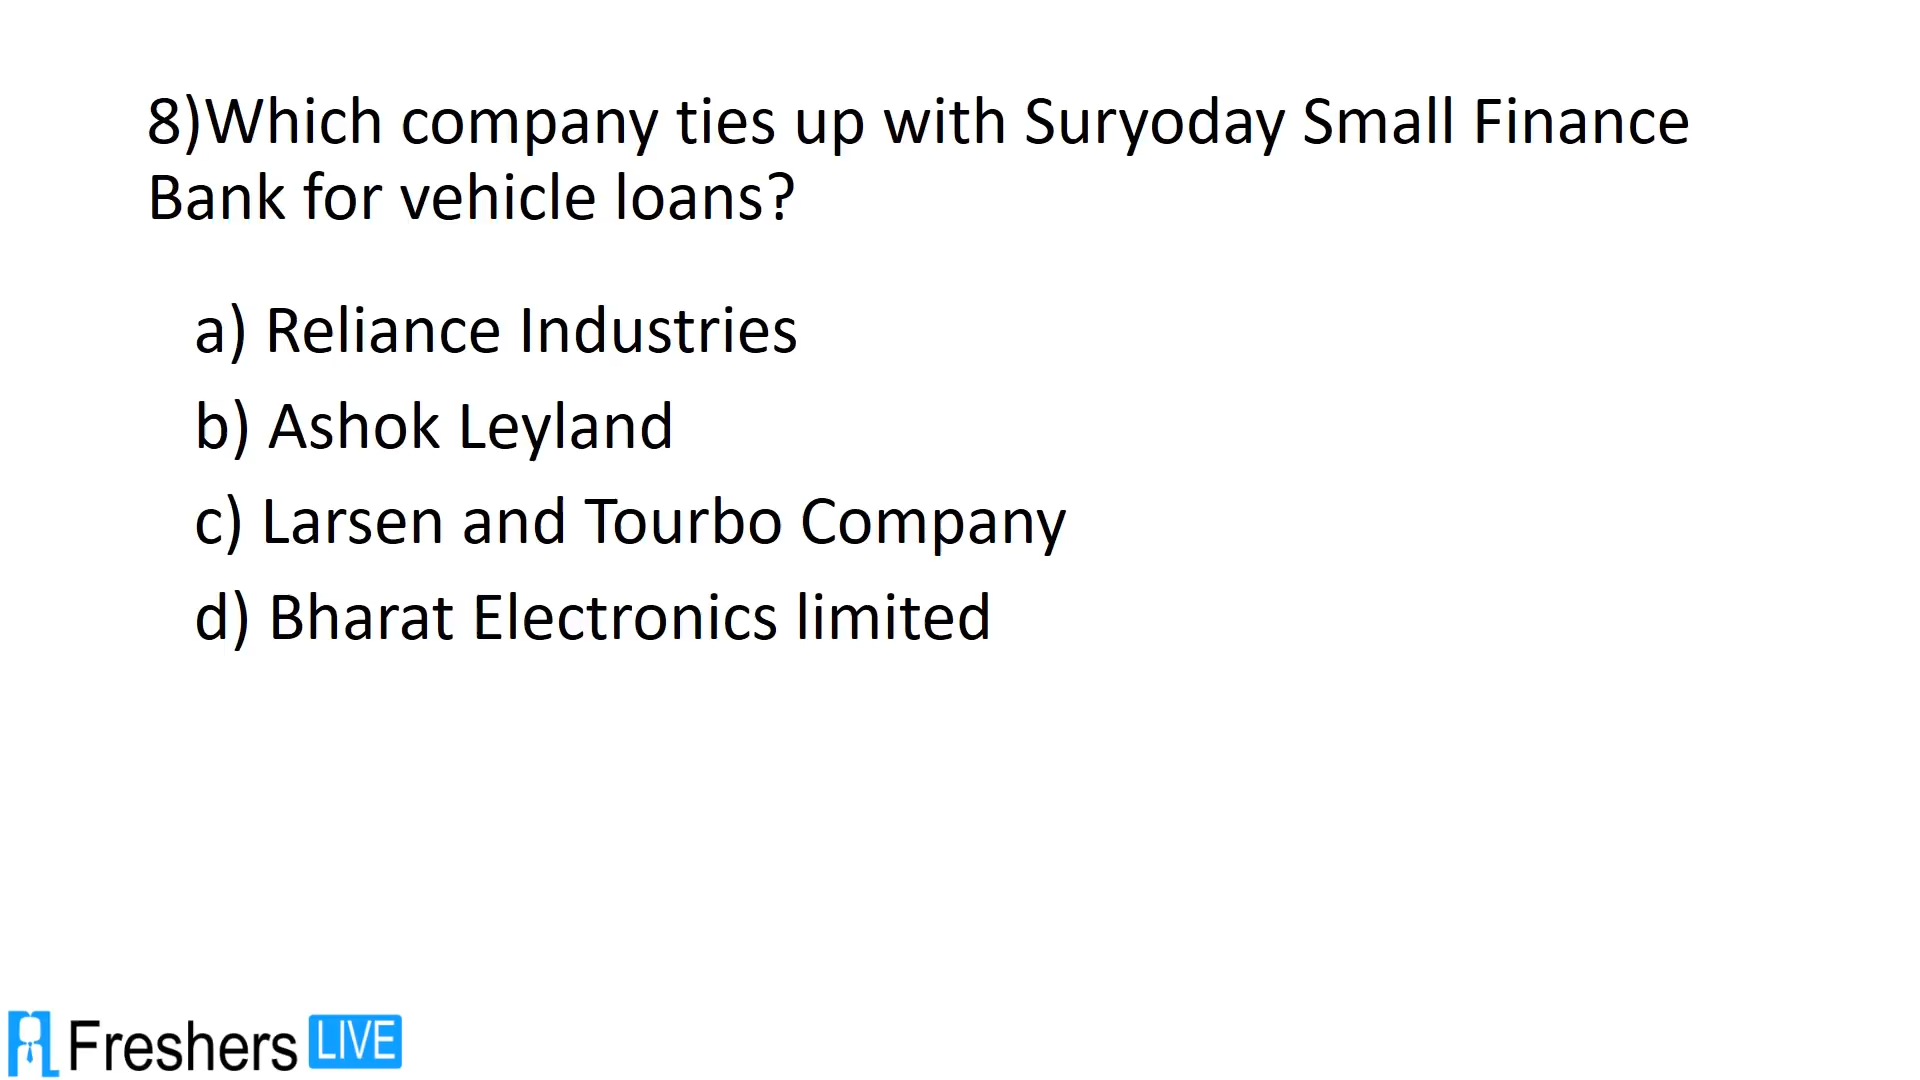 8)Which company ties up with Suryoday Small Finance
Bank for vehicle loans?
a) Reliance Industries
b) Ashok Leyland
c) Larsen and Tourbo Company
d) Bharat Electronics limited
Freshers LIVE